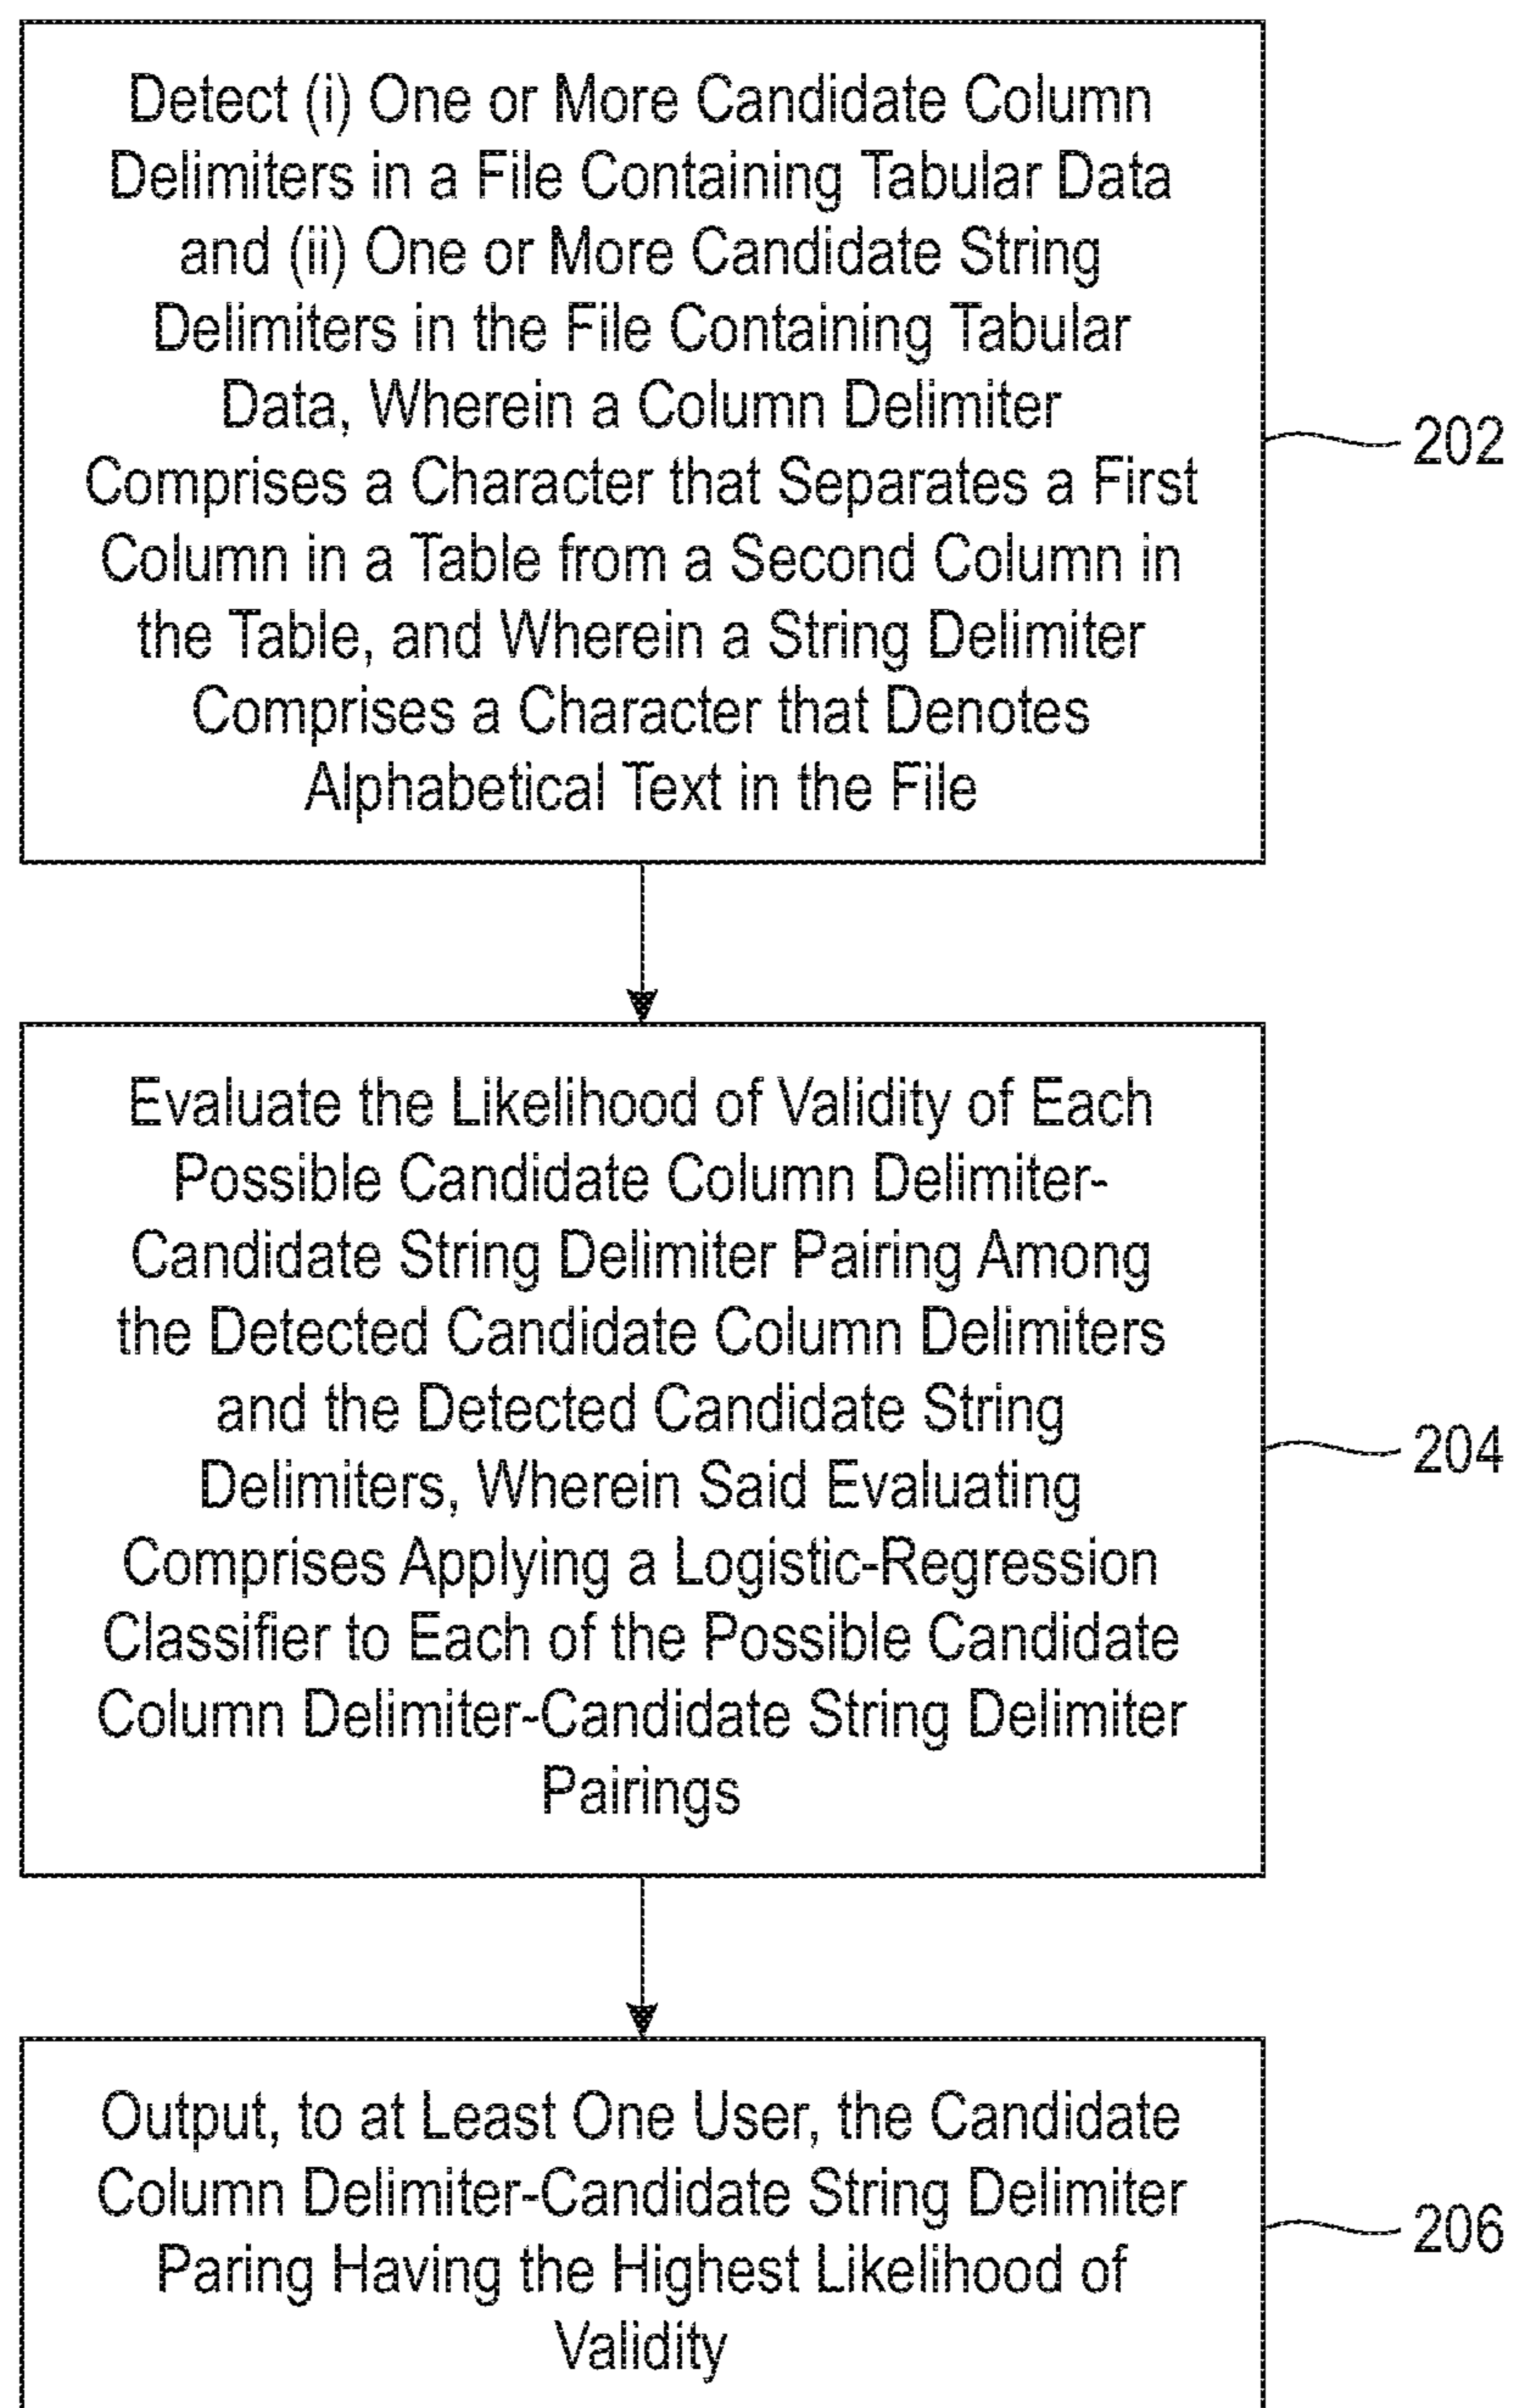 Detect (i) One or More Candidate Column
Delimiters in a File Containing Tabular Data
and (ii) One or More Candidate String
Delimiters in the File Containing Tabular
Data, Wherein a Column Delimiter
Comprises a Character that Separates a First
Column in a Table from a Second Column in
the Table, and Wherein a String Delimiter
Comprises a Character that Denotes
Alphabetical Text in the File
202
Evaluate the Likelihood of Validity of Each
Possible Candidate Column Delimiter-
Candidate String Delimiter Pairing Among
the Detected Candidate Column Delimiters
and the Detected Candidate String
Delimiters, Wherein Said Evaluating
Comprises Applying a Logistic-Regression
Classifier to Each of the Possible Candidate
Column Delimiter-Candidate String Delimiter
Pairings
204
Output, to at Least One User, the Candidate
Column Delimiter-Candidate String Delimiter
Paring Having the Highest Likelihood of
Validity
206